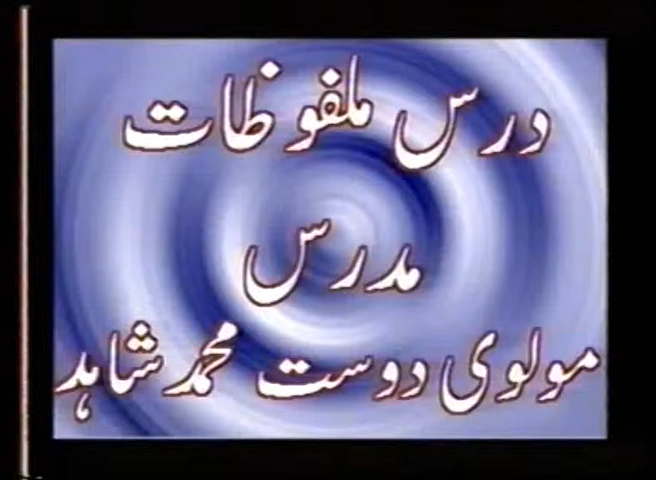 درس ملفوظات
مدرس
مولوی دوست محمد شاہد